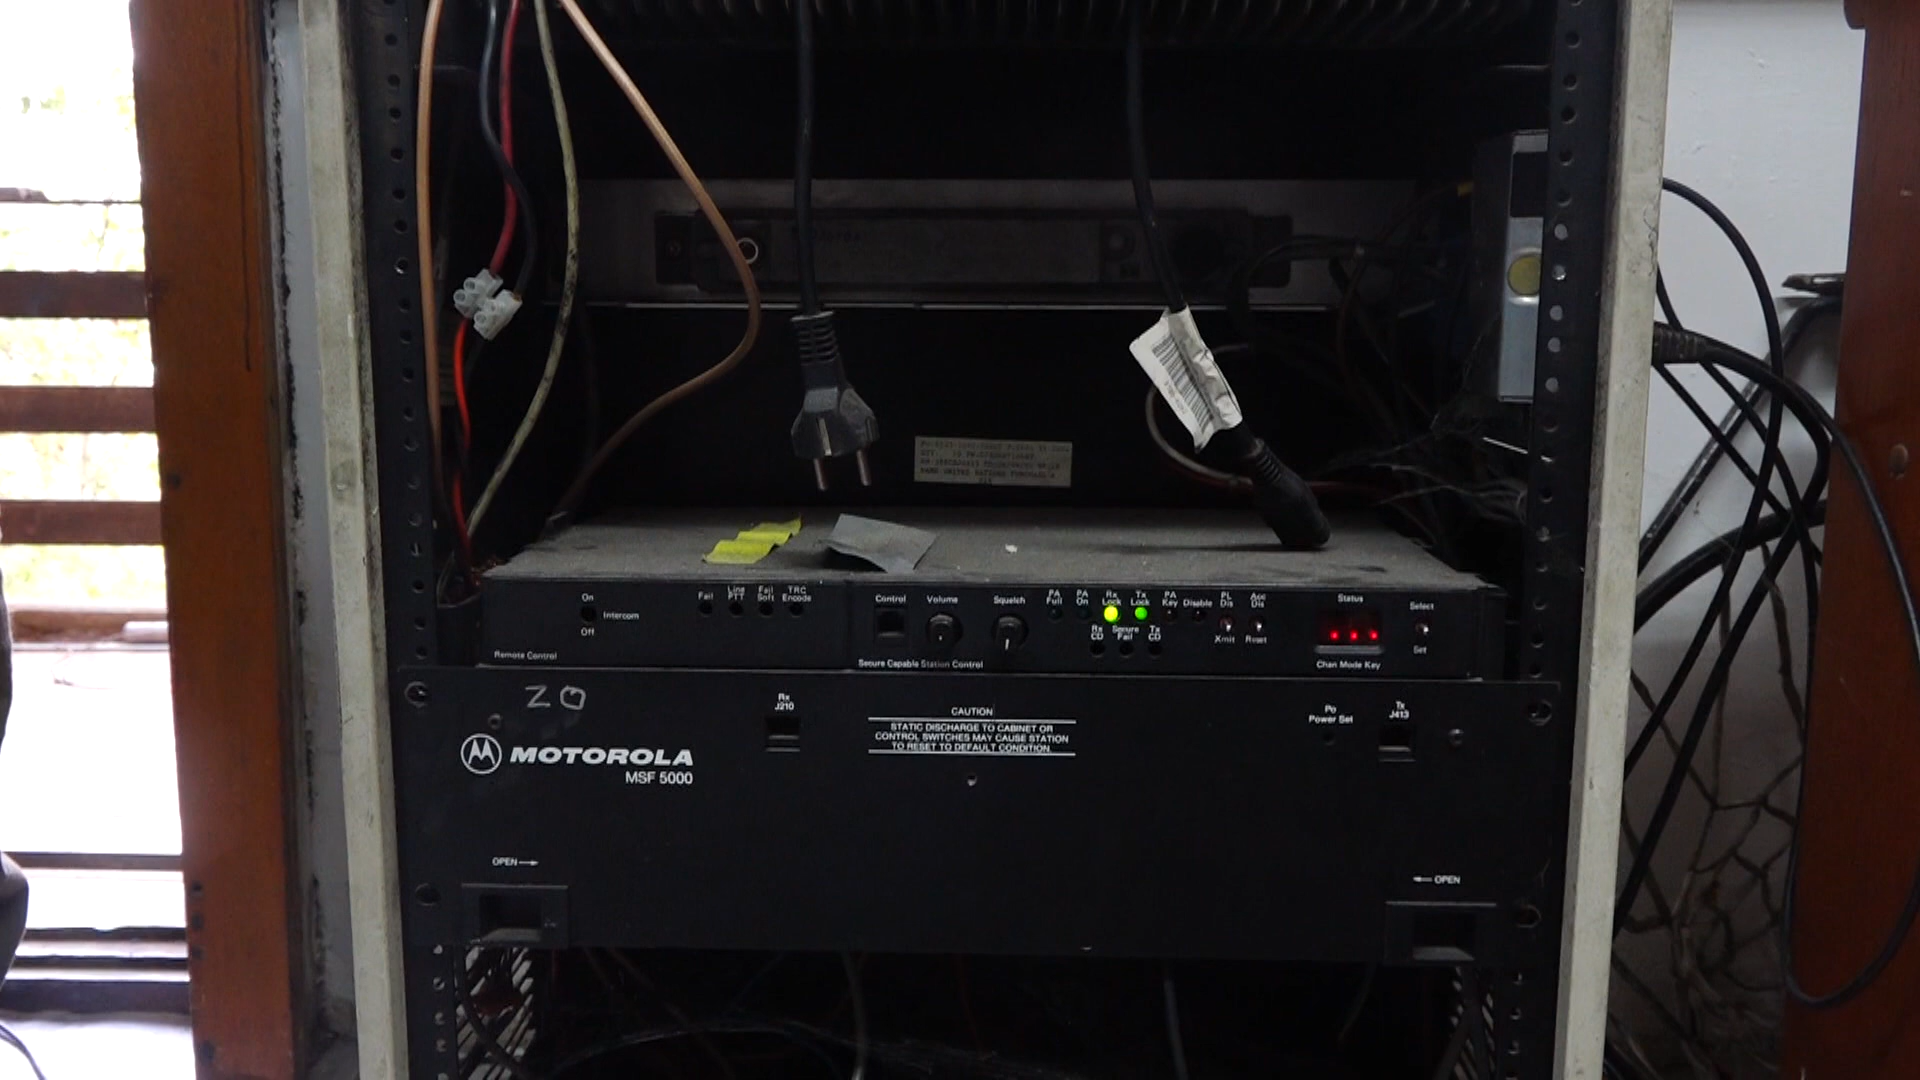 On
Intercom
Off
Remote Control
Fail
Line
PTT
Fail
Soft
TRC
Encode
Control
Volume
Squelch
Secure Capable Station Control
PA
Full
PA
On
Rx
Lock
Tx
Lock
PA
Key
Disable
PL
Dis
Acc
Dis
Rx
CD
Secure
Fail
Tx
CD
Xmit
Reset
Status
Chan Mode Key
Select
Set
Rx
J210
CAUTION
STATIC DISCHARGE TO CABINET OR
CONTROL SWITCHES MAY CAUSE STATION
TO RESET TO DEFAULT CONDITION.
Po
Power Set
Tx
J413
MOTOROLA
MSF 5000
OPEN
OPEN